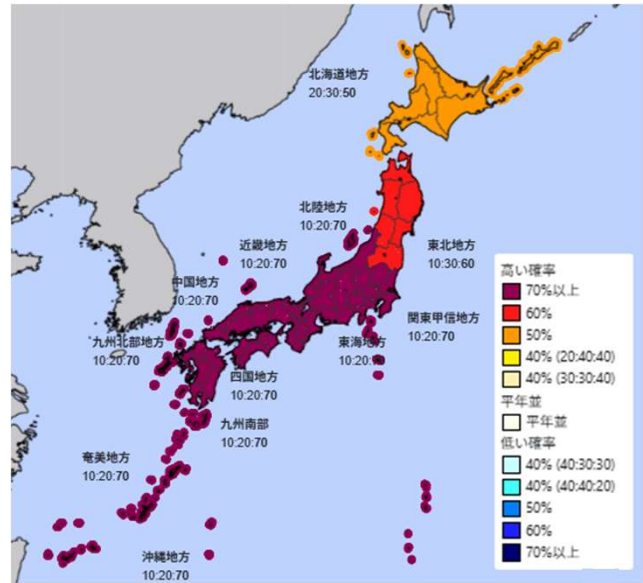 北海道地方
20:30:50
北陸地方
10:20:70
近畿地方
10:20:70
東北地方
10:30:60
中国地方
10:20:70
関東甲信地方
10:20:70
九州北部地方
10:20:70
東海地方
10:20:
四国地方
10:20:70
九州南部
10:20:70
奄美地方
10:20:70
沖縄地方
10:20:70
高い確率
70%以上
60%
50%
40% (20:40:40)
40% (30:30:40)
平年並
平年並
低い確率
40% (40:30:30)
40% (40:40:20)
50%
60%
70%以上